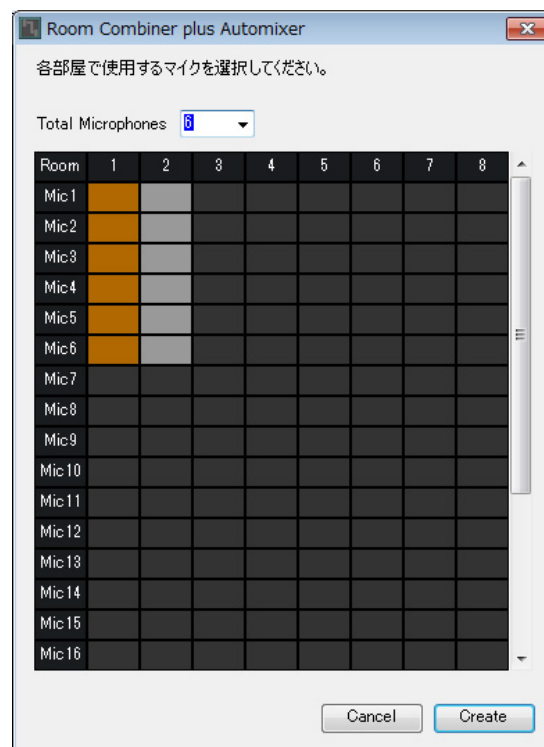 Room Combiner plus Automixer
各部屋で使用するマイクを選択してください。
Total Microphones 6
Room 1 2 3 4 5 6 7 8
Mic1
Mic2
Mic3
Mic4
Mic5
Mic6
Mic7
Mic8
Mic9
Mic10
Mic11
Mic12
Mic13
Mic14
Mic15
Mic16
Cancel Create